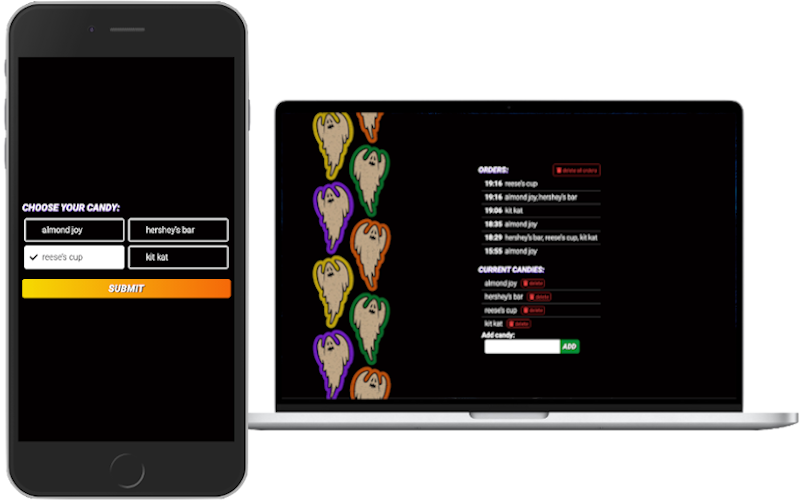 CHOOSE YOUR CANDY:
almond joy
hershey's bar
reese's cup
kit kat
SUBMIT
ORDERS:
delete all orders
19:16 reese's cup
19:16 almond joy, hershey's bar
19:06 kit kat
18:35 almond joy
18:29 hershey's bar, reese's cup, kit kat
15:55 almond joy
CURRENT CANDIES:
almond joy delete
hershey's bar delete
reese's cup delete
kit kat delete
Add candy:
ADD